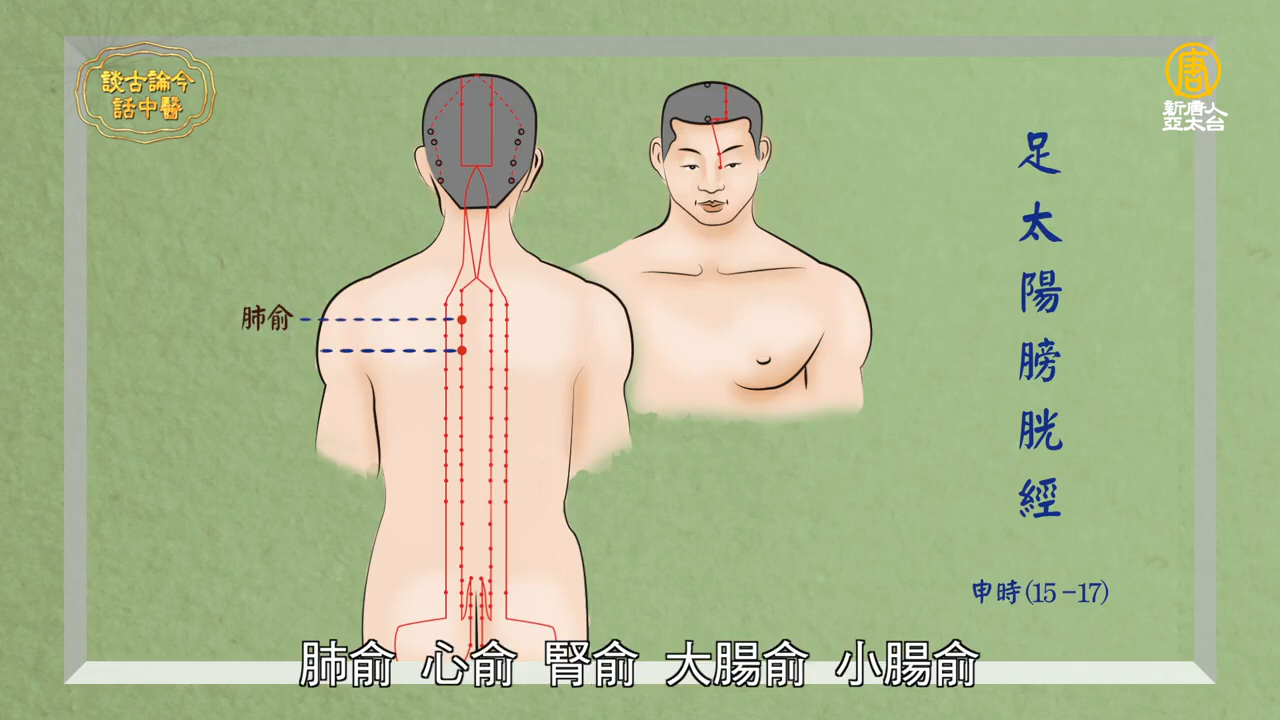 談古論今
話中醫
唐
新唐人
亞太台
足太陽膀胱經
肺俞
申時(15-17)
肺俞 心俞 腎俞 大腸俞 小腸俞